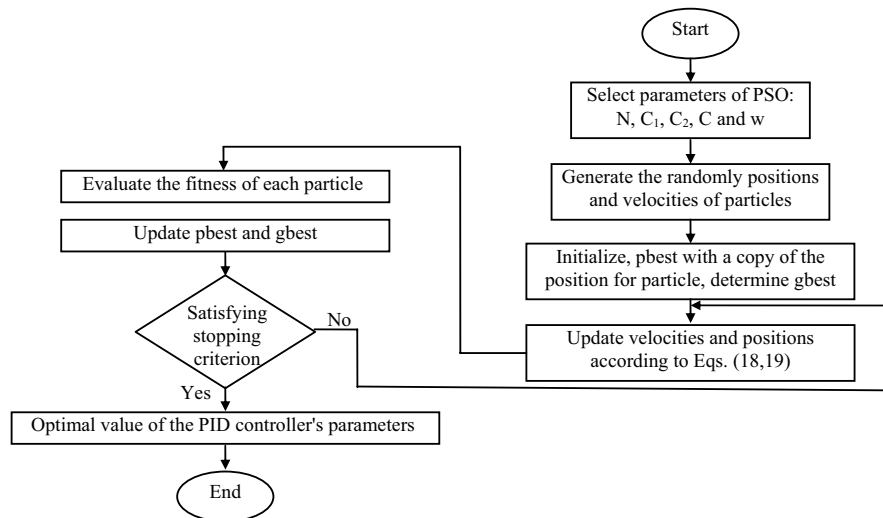 Start
Select parameters of PSO:
N, C₁, C₂, C and w
Generate the randomly positions
and velocities of particles
Initialize, pbest with a copy of the
position for particle, determine gbest
Update velocities and positions
according to Eqs. (18,19)
Evaluate the fitness of each particle
Update pbest and gbest
Satisfying
stopping
criterion
No
Yes
Optimal value of the PID controller's parameters
End